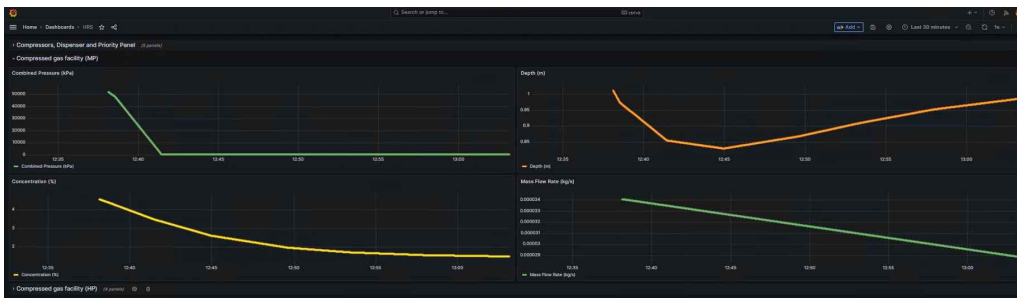 Search or jump to...
Home › Dashboards › HRS
Add
Last 30 minutes
1s
Compressors, Dispenser and Priority Panel (5 panels)
Compressed gas facility (MP)
Combined Pressure (kPa)
50000
40000
30000
20000
10000
0
12:35 12:40 12:45 12:50 12:55 13:00
Combined Pressure (kPa)
Depth (m)
1
0.95
0.9
0.85
12:35 12:40 12:45 12:50 12:55 13:00
Depth (m)
Concentration (%)
4
3
2
12:35 12:40 12:45 12:50 12:55 13:00
Concentration (%)
Mass Flow Rate (kg/s)
0.000034
0.000033
0.000032
0.000031
0.00003
0.000029
12:35 12:40 12:45 12:50 12:55 13:00
Mass Flow Rate (kg/s)
Compressed gas facility (HP)